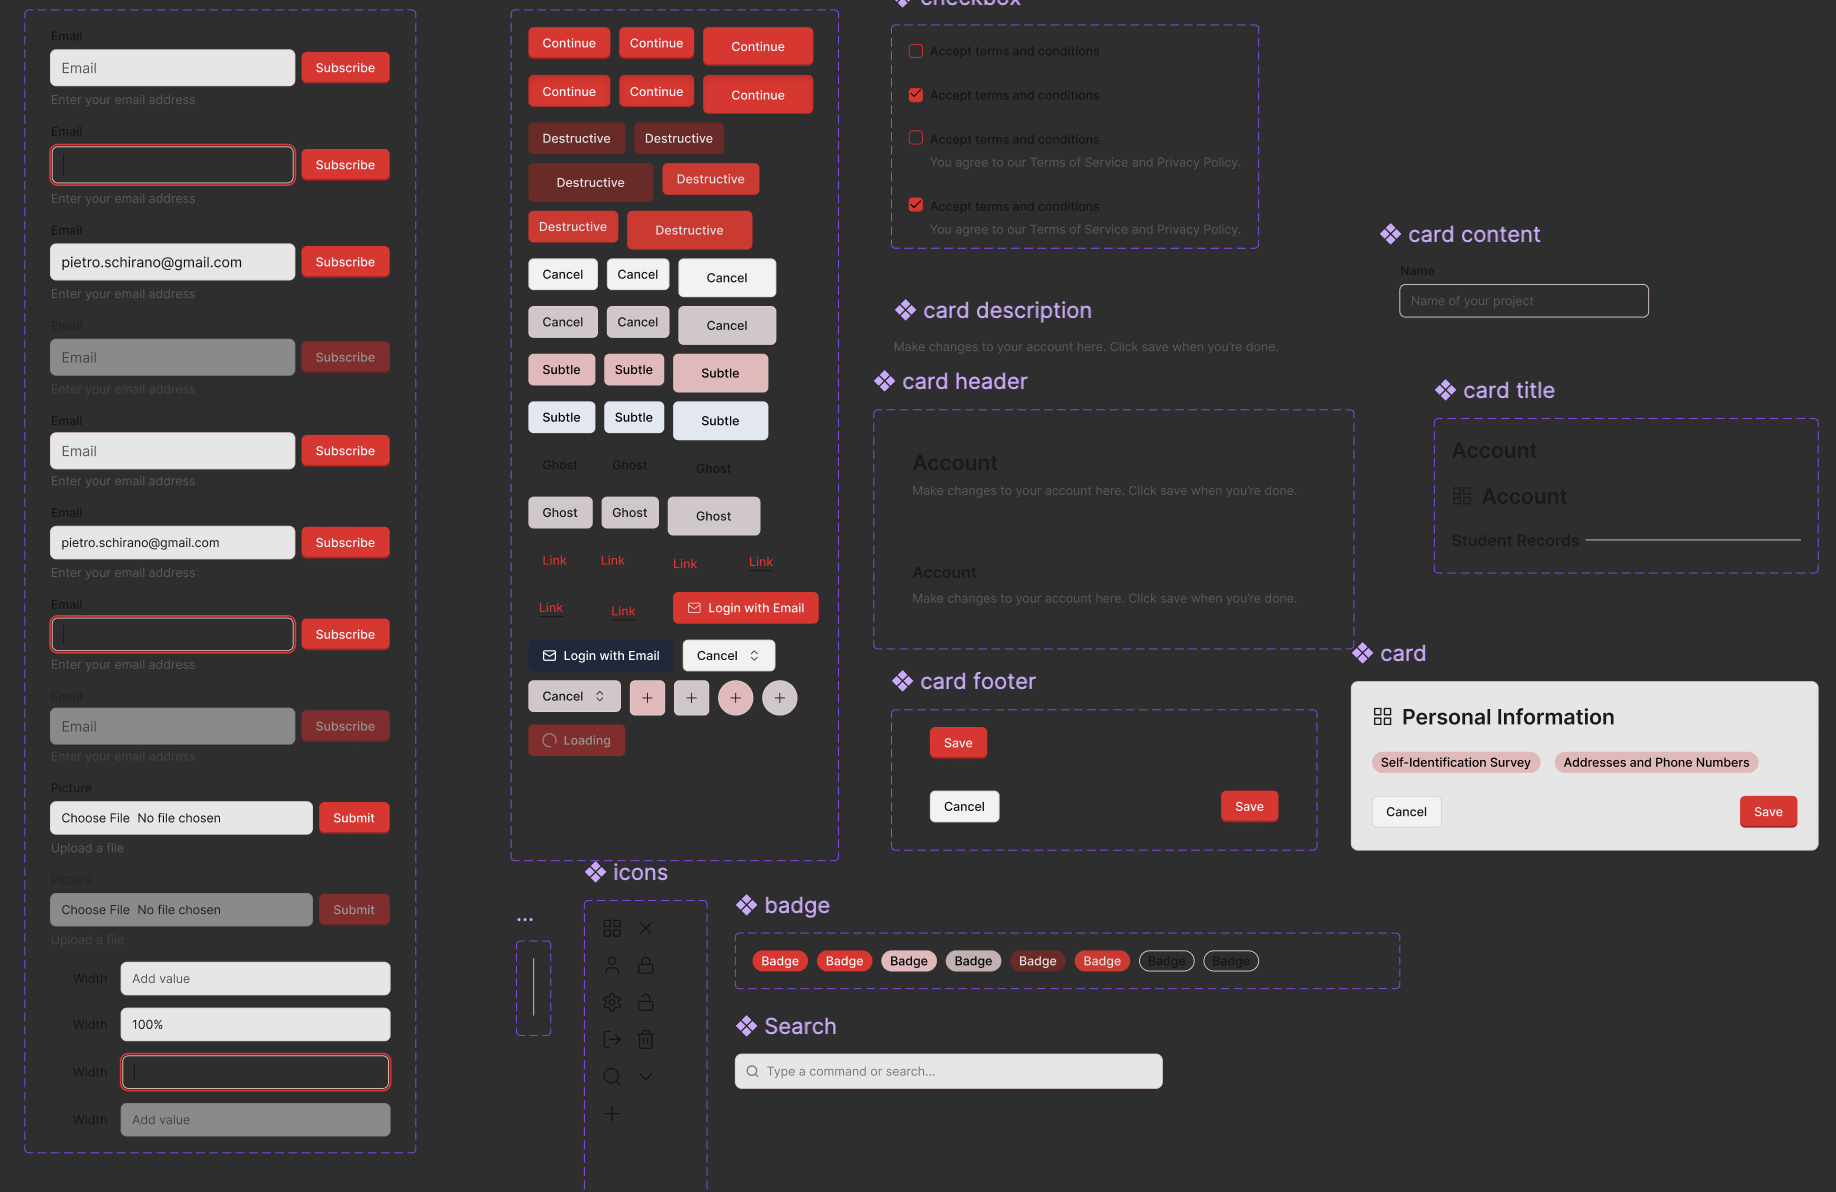 Email
Email
Subscribe
Enter your email address
Email
Subscribe
Enter your email address
Email
pietro.schirano@gmail.com
Subscribe
Enter your email address
Email
Email
Subscribe
Enter your email address
Email
Email
Subscribe
Enter your email address
Email
pietro.schirano@gmail.com
Subscribe
Enter your email address
Email
Subscribe
Enter your email address
Email
Email
Subscribe
Enter your email address
Picture
Choose File No file chosen
Submit
Upload a file
Picture
Choose File No file chosen
Submit
Upload a file
Width
Add value
Width
100%
Width
Width
Add value
Continue Continue Continue
Continue Continue Continue
Destructive Destructive
Destructive Destructive
Destructive Destructive
Cancel Cancel Cancel
Cancel Cancel Cancel
Subtle Subtle Subtle
Subtle Subtle Subtle
Ghost Ghost Ghost
Ghost Ghost Ghost
Link Link Link Link
Link Link Login with Email
Login with Email Cancel
Cancel
Loading
checkbox
Accept terms and conditions
Accept terms and conditions
Accept terms and conditions
You agree to our Terms of Service and Privacy Policy.
Accept terms and conditions
You agree to our Terms of Service and Privacy Policy.
card description
Make changes to your account here. Click save when you're done.
card header
Account
Make changes to your account here. Click save when you're done.
Account
Make changes to your account here. Click save when you're done.
card footer
Save
Cancel
Save
card content
Name
Name of your project
card title
Account
Account
Student Records
card
Personal Information
Self-Identification Survey
Addresses and Phone Numbers
Cancel
Save
...
icons
badge
Badge Badge Badge Badge Badge Badge Badge Badge
Search
Type a command or search...